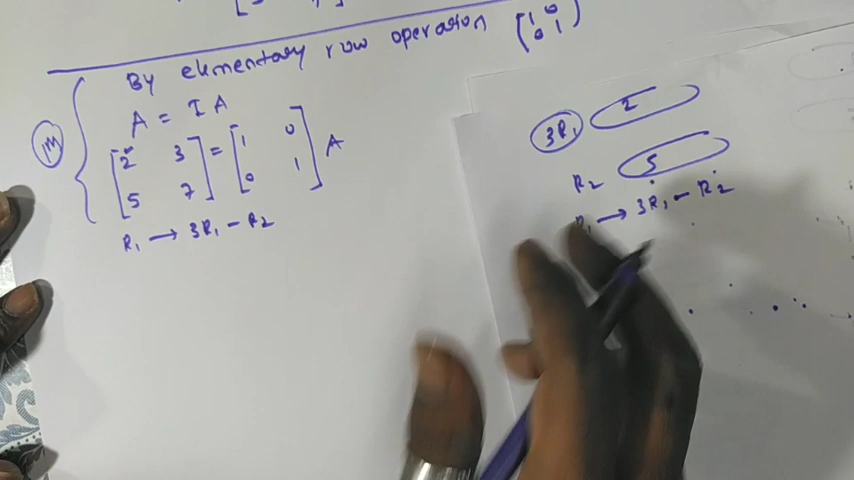 By elementary row operation [1 0
0 1]
(M)
A = I A
[2 3 = [1 0
5 7] 0 1] A
R₁ → 3R₁ - R₂
3R₁ 2
R₂ 5
R₁ → 3R₁ - R₂